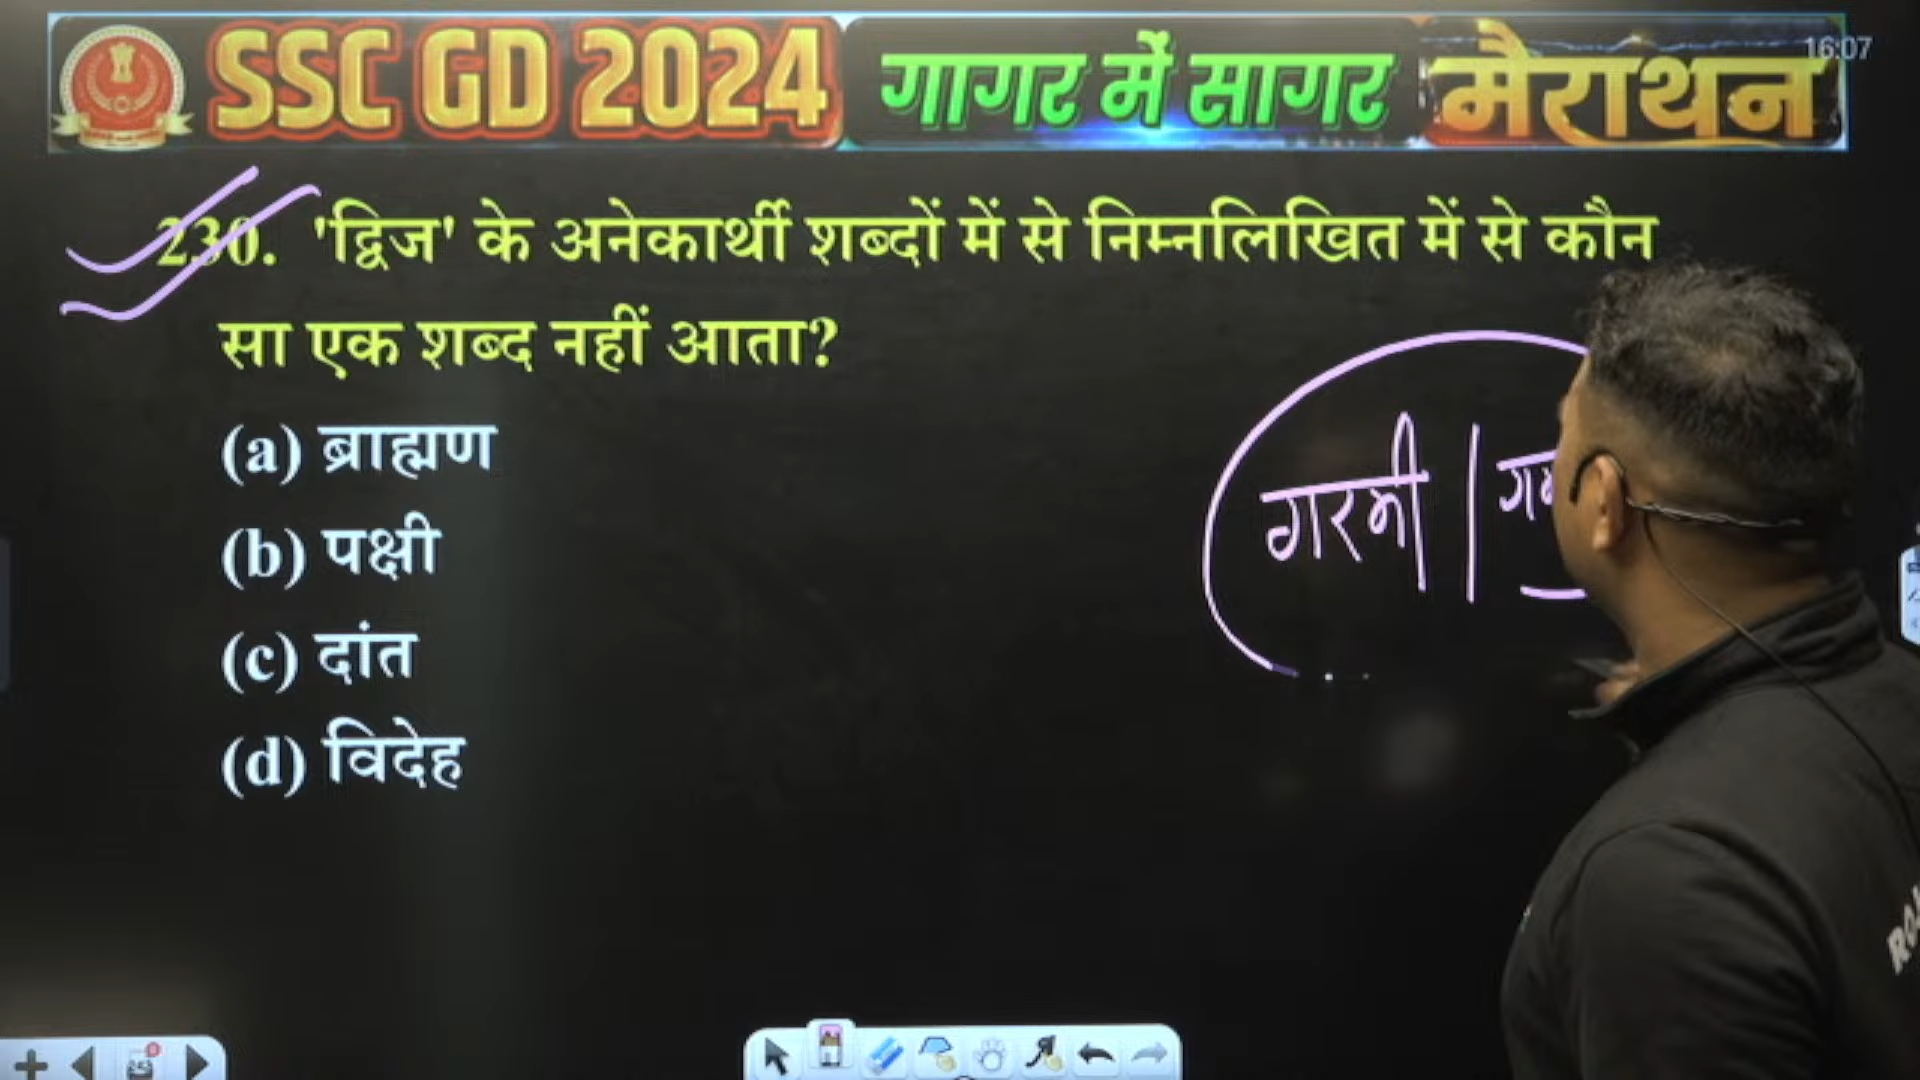 SSC GD 2024 गागर में सागर मैराथन
16:07
230. 'द्विज' के अनेकार्थी शब्दों में से निम्नलिखित में से कौन
सा एक शब्द नहीं आता?
(a) ब्राह्मण
(b) पक्षी
(c) दांत
(d) विदेह
गरमी |